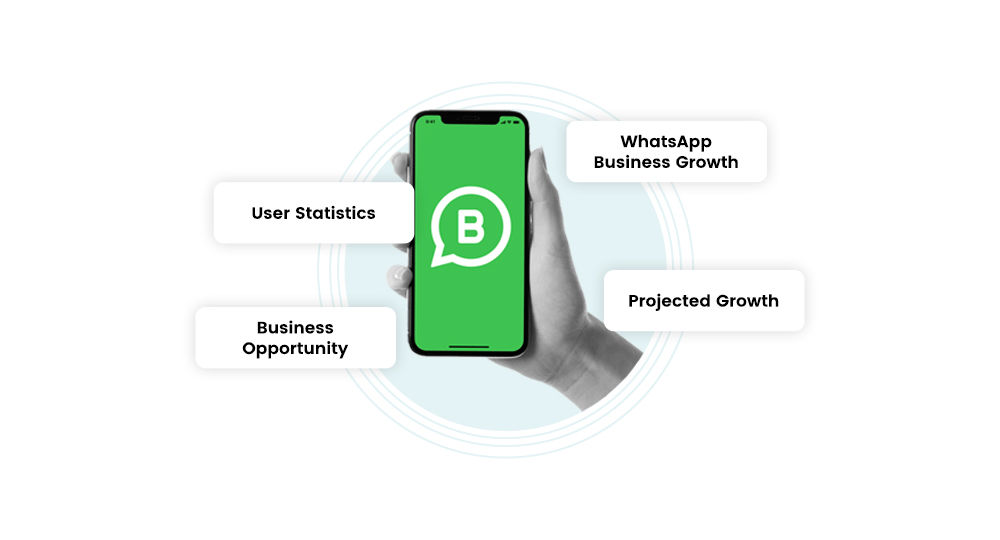 WhatsApp
Business Growth
User Statistics
B
Projected Growth
Business
Opportunity